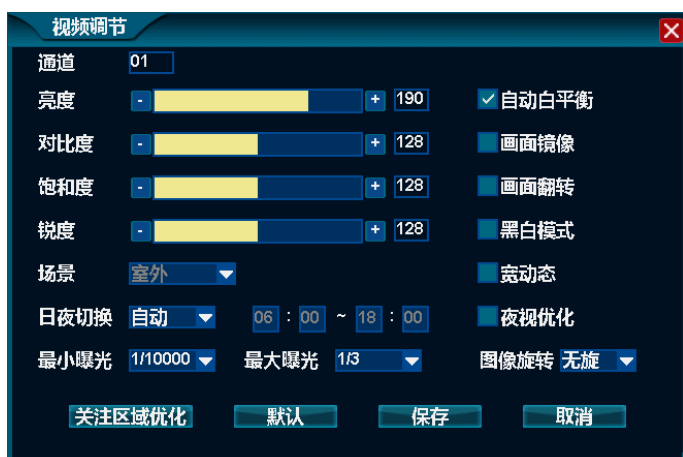 视频调节
通道 01
亮度 - + 190 自动白平衡
对比度 - + 128 画面镜像
饱和度 - + 128 画面翻转
锐度 - + 128 黑白模式
场景 室外 宽动态
日夜切换 自动 06 : 00 ~ 18 : 00 夜视优化
最小曝光 1/10000 最大曝光 1/3 图像旋转 无旋
关注区域优化 默认 保存 取消